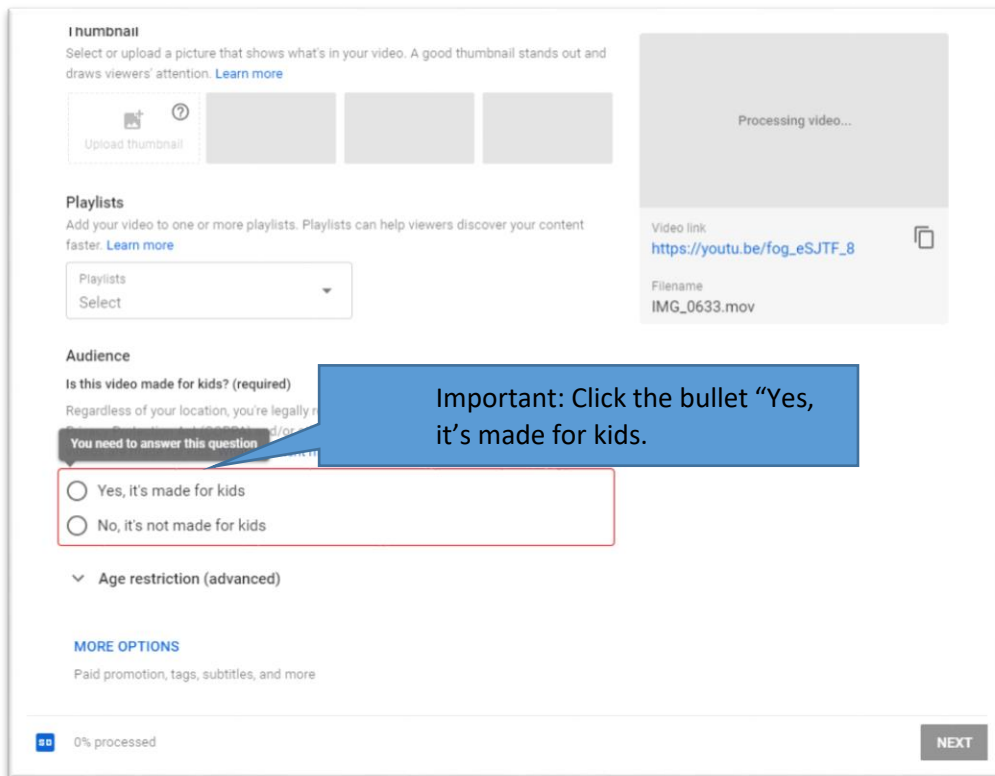 Thumbnail
Select or upload a picture that shows what's in your video. A good thumbnail stands out and
draws viewers' attention. Learn more
Upload thumbnail
Playlists
Add your video to one or more playlists. Playlists can help viewers discover your content
faster. Learn more
Playlists
Select
Processing video...
Video link
https://youtu.be/fog_eSJTF_8
Filename
IMG_0633.mov
Audience
Is this video made for kids? (required)
Regardless of your location, you're legally
Important: Click the bullet “Yes,
it’s made for kids.
You need to answer this question
Yes, it's made for kids
No, it's not made for kids
Age restriction (advanced)
MORE OPTIONS
Paid promotion, tags, subtitles, and more
SD 0% processed
NEXT